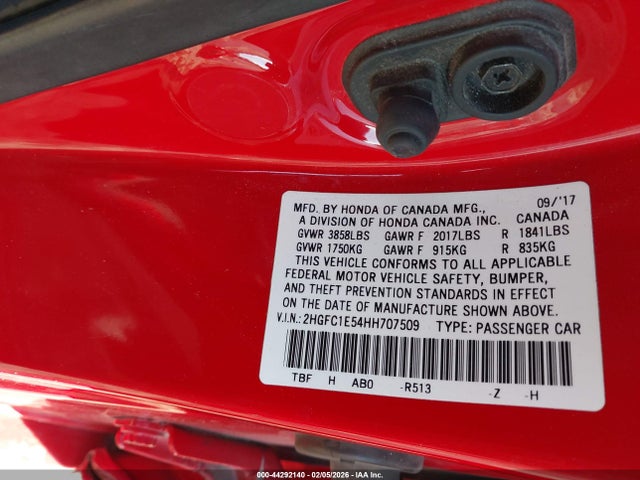 09/'17
MFD. BY HONDA OF CANADA MFG., CANADA
A DIVISION OF HONDA CANADA INC.
GVWR 3858LBS GAWR F 2017LBS R 1841LBS
GVWR 1750KG GAWR F 915KG R 835KG
THIS VEHICLE CONFORMS TO ALL APPLICABLE
FEDERAL MOTOR VEHICLE SAFETY, BUMPER,
AND THEFT PREVENTION STANDARDS IN EFFECT
ON THE DATE OF MANUFACTURE SHOWN ABOVE.
V.I.N.: 2HGFC1E54HH707509 TYPE: PASSENGER CAR
TBF H AB0 -R513 -Z -H
000-44292140 - 02/05/2026 - IAA Inc.